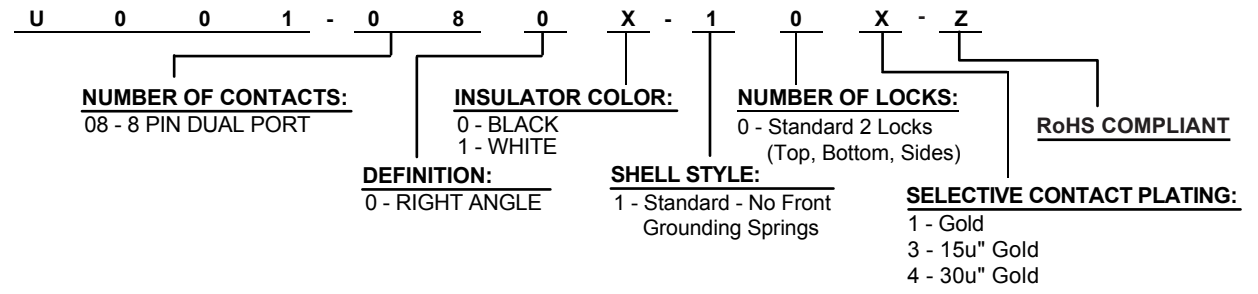 U 0 0 1 - 0 8 0 X - 1 0 X - Z
NUMBER OF CONTACTS:
08 - 8 PIN DUAL PORT
DEFINITION:
0 - RIGHT ANGLE
INSULATOR COLOR:
0 - BLACK
1 - WHITE
SHELL STYLE:
1 - Standard - No Front
Grounding Springs
NUMBER OF LOCKS:
0 - Standard 2 Locks
(Top, Bottom, Sides)
SELECTIVE CONTACT PLATING:
1 - Gold
3 - 15u" Gold
4 - 30u" Gold
RoHS COMPLIANT